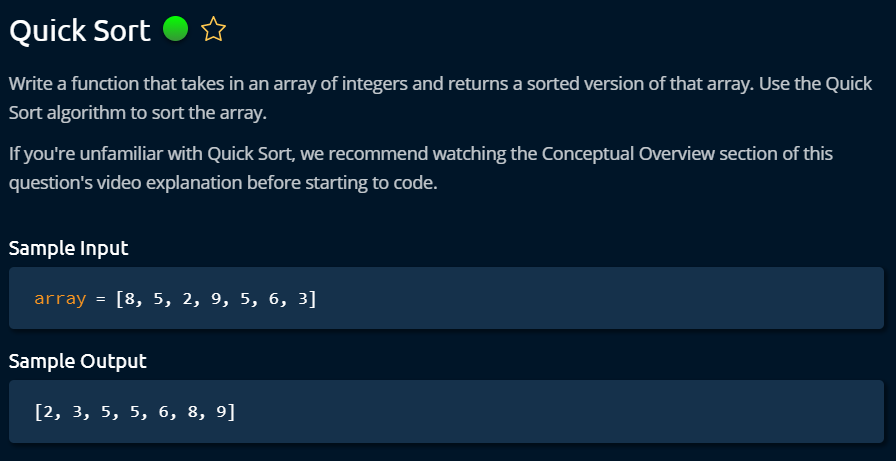 Quick Sort
Write a function that takes in an array of integers and returns a sorted version of that array. Use the Quick
Sort algorithm to sort the array.
If you're unfamiliar with Quick Sort, we recommend watching the Conceptual Overview section of this
question's video explanation before starting to code.
Sample Input
array = [8, 5, 2, 9, 5, 6, 3]
Sample Output
[2, 3, 5, 5, 6, 8, 9]